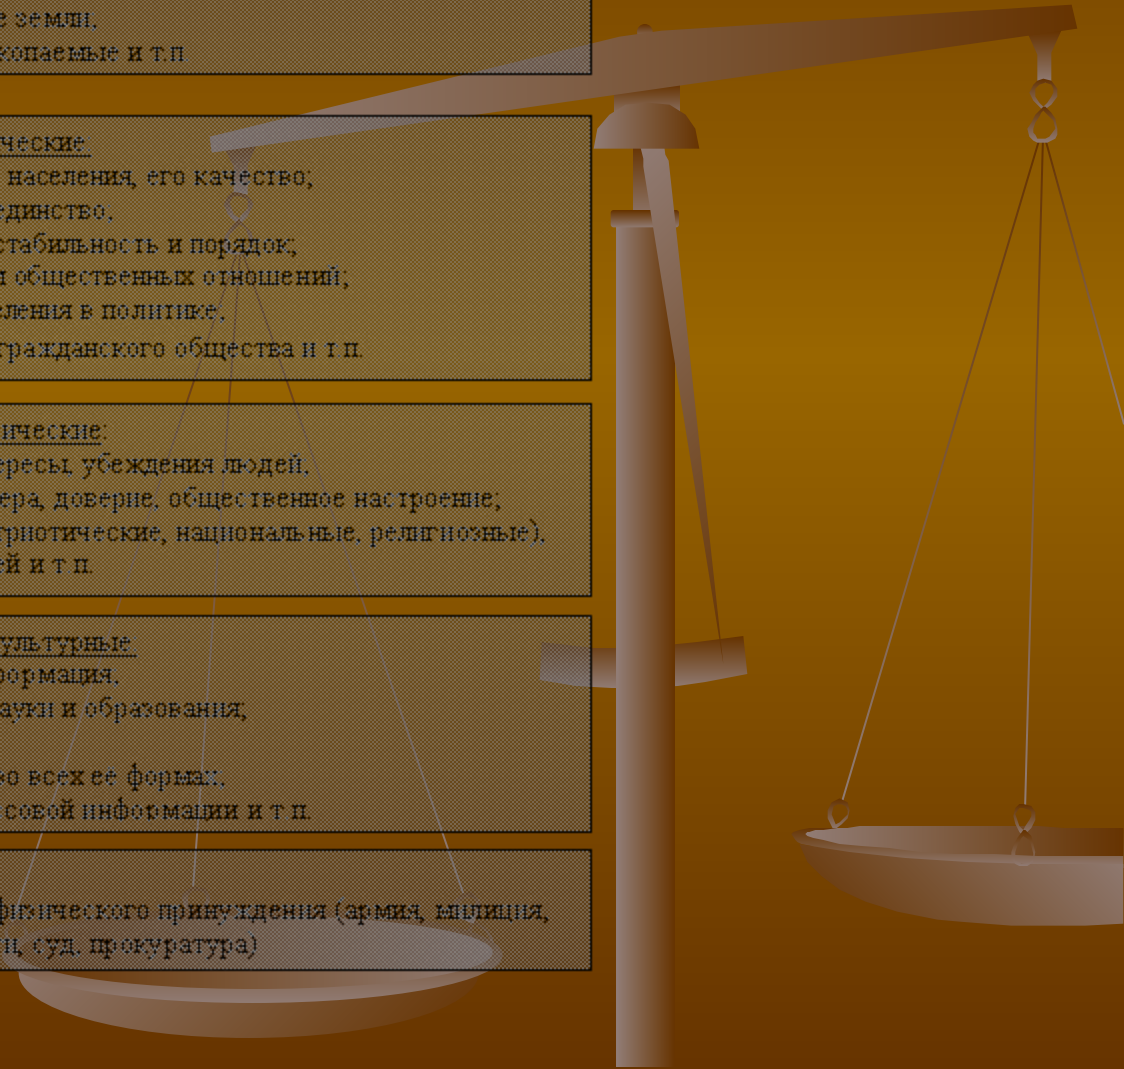 е земли,
копаемые и т.п.
ческие:
населения, его качество;
единство,
стабильность и порядок;
и общественных отношений;
еления в политике,
гражданского общества и т.п.
ические:
ересы, убеждения людей,
ера, доверие, общественное настроение;
триотические, национальные, религиозные),
ей и т.п.
ультурные:
формация,
ауки и образования;
во всех ее формах,
совой информации и т.п.
физического принуждения (армия, милиция,
и, суд, прокуратура)